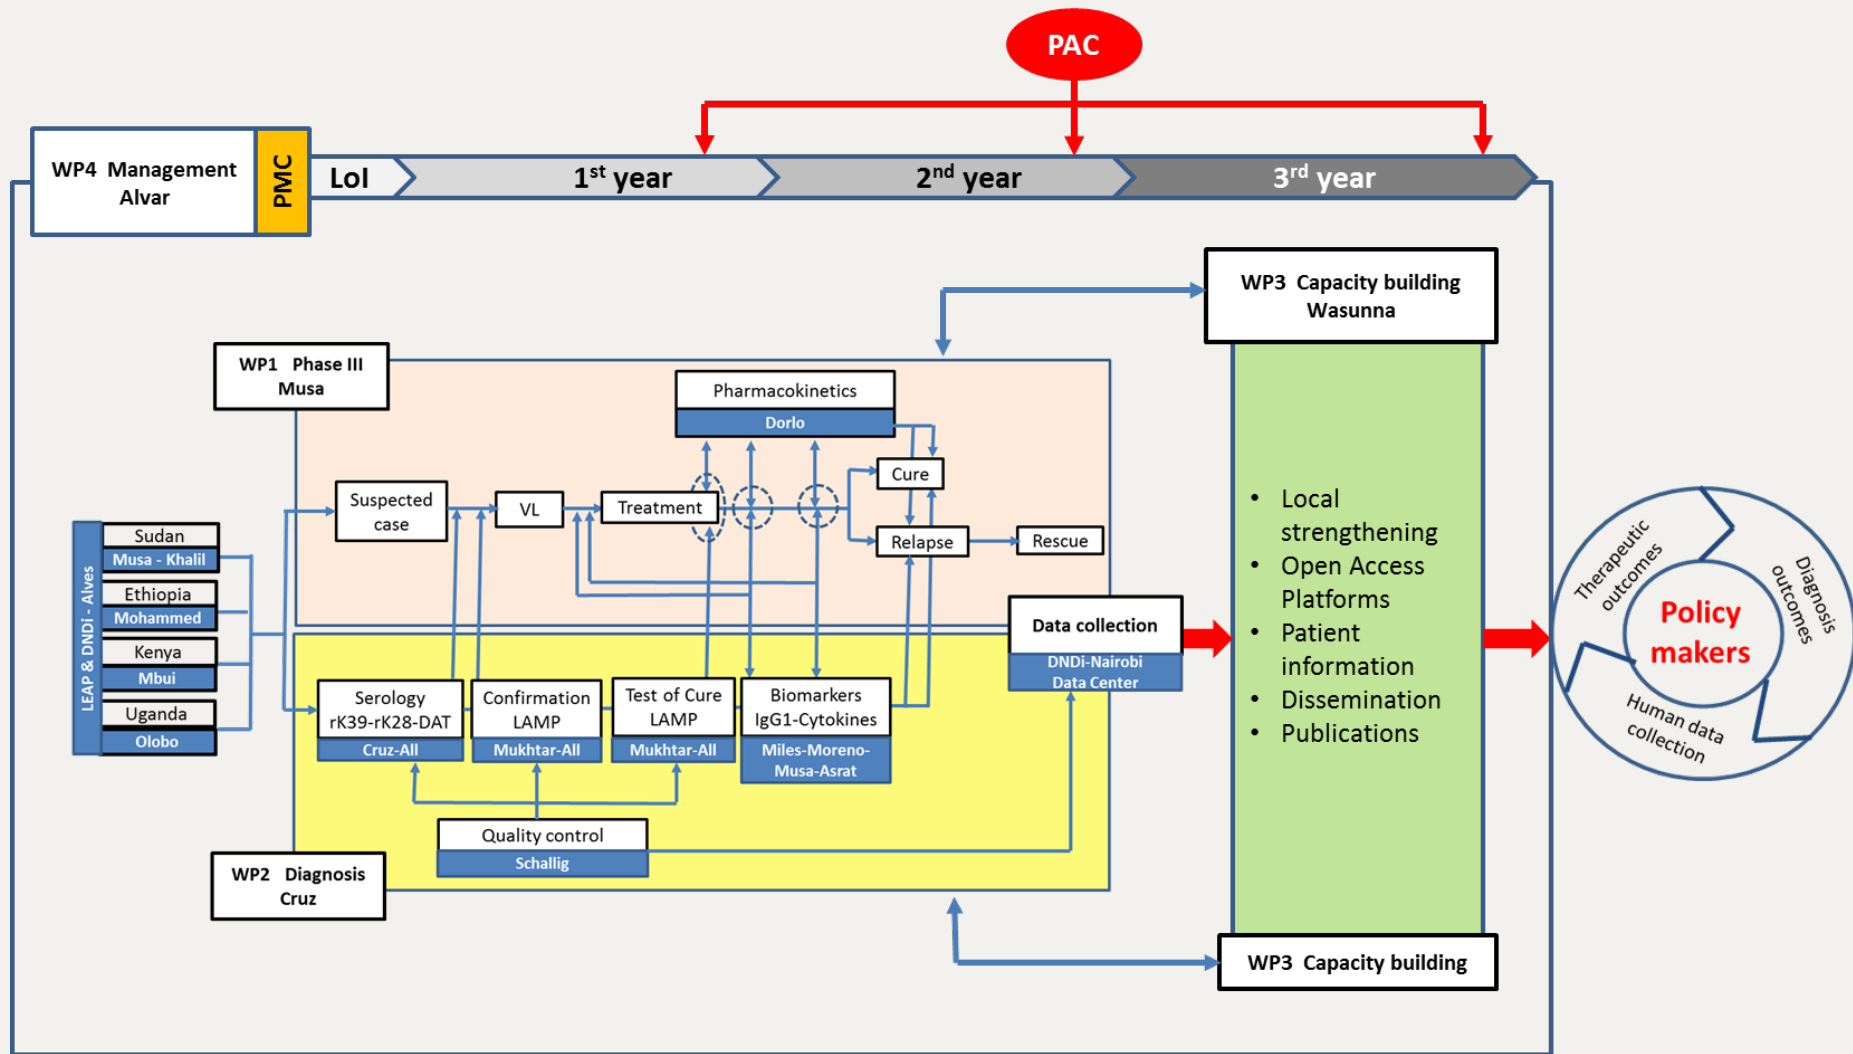 PAC
WP4 Management
Alvar
PMC
LoI
1st year
2nd year
3rd year
WP3 Capacity building
Wasunna
WP1 Phase III
Musa
Pharmacokinetics
Dorlo
Cure
Suspected
case
VL
Treatment
Relapse
Rescue
LEAP & DNDi - Alves
Sudan
Musa - Khalil
Ethiopia
Mohammed
Kenya
Mbui
Uganda
Olobo
Data collection
DNDi-Nairobi
Data Center
Serology
rK39-rK28-DAT
Cruz-All
Confirmation
LAMP
Mukhtar-All
Test of Cure
LAMP
Mukhtar-All
Biomarkers
IgG1-Cytokines
Miles-Moreno-
Musa-Asrat
Quality control
Schallig
WP2 Diagnosis
Cruz
• Local
strengthening
• Open Access
Platforms
• Patient
information
• Dissemination
• Publications
WP3 Capacity building
Therapeutic
outcomes
Diagnosis
outcomes
Human data
collection
Policy
makers